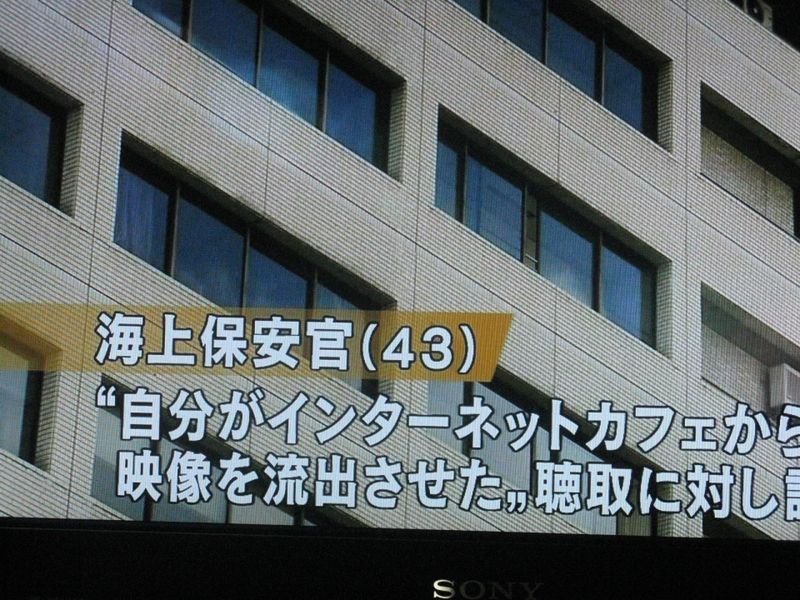 海上保安官(43)
“自分がインターネットカフェから
映像を流出させた„聴取に対し
SONY